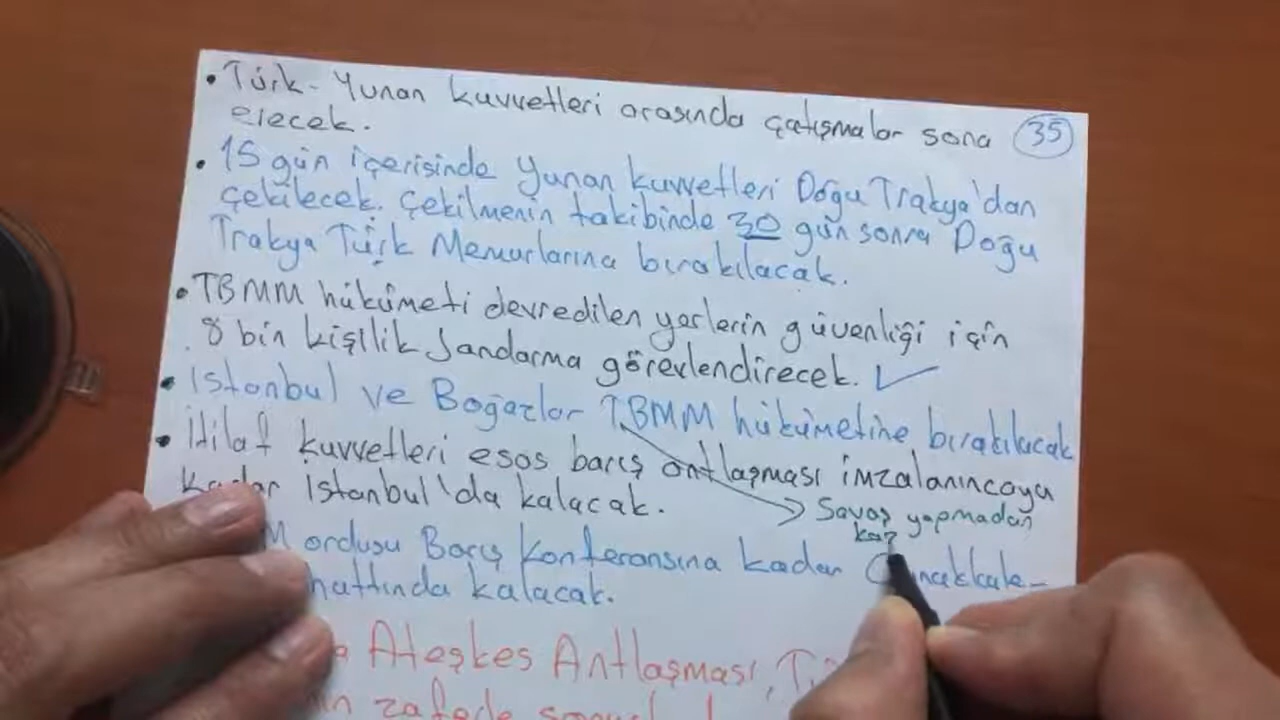 • Türk - Yunan kuvvetleri arasında çatışmalar sona 35
erecek.
• 15 gün içerisinde Yunan kuvvetleri Doğu Trakya'dan
çekilecek. Çekilmenin takibinde 30 gün sonra Doğu
Trakya Türk Memurlarına bırakılacak.
• TBMM hükümeti devredilen yerlerin güvenliği için
8 bin kişilik Jandarma görevlendirecek.
• İstanbul ve Boğazlar TBMM hükümetine bırakılacak
• İtilaf kuvvetleri esas barış antlaşması imzalanıncaya
kadar İstanbul'da kalacak.
Savaş yapmadan
kaz
M ordusu Barış Konferansına kadar Çanakkale-
hattında kalacak.
Ateşkes Antlaşması,
zaferle